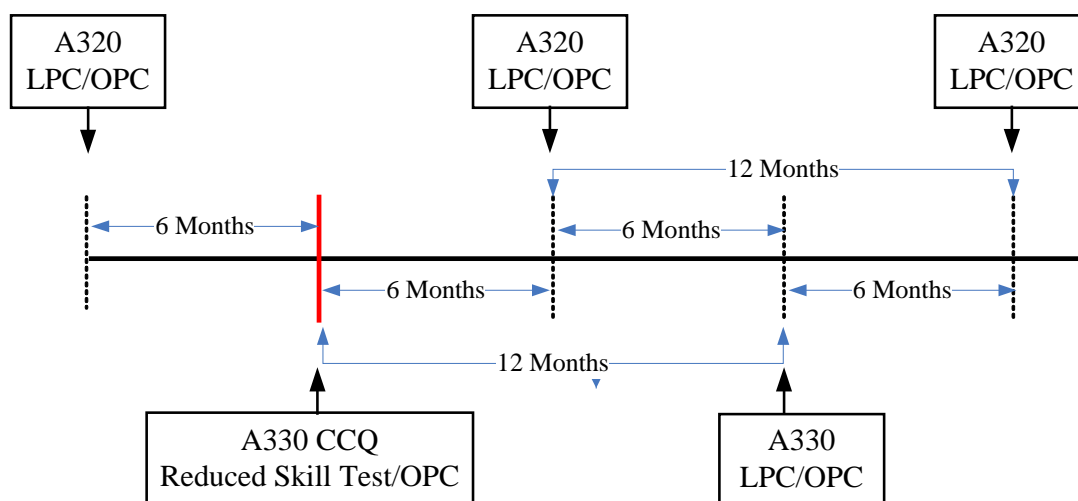 A320
LPC/OPC
A320
LPC/OPC
A320
LPC/OPC
12 Months
6 Months
6 Months
6 Months
6 Months
12 Months
A330 CCQ
Reduced Skill Test/OPC
A330
LPC/OPC